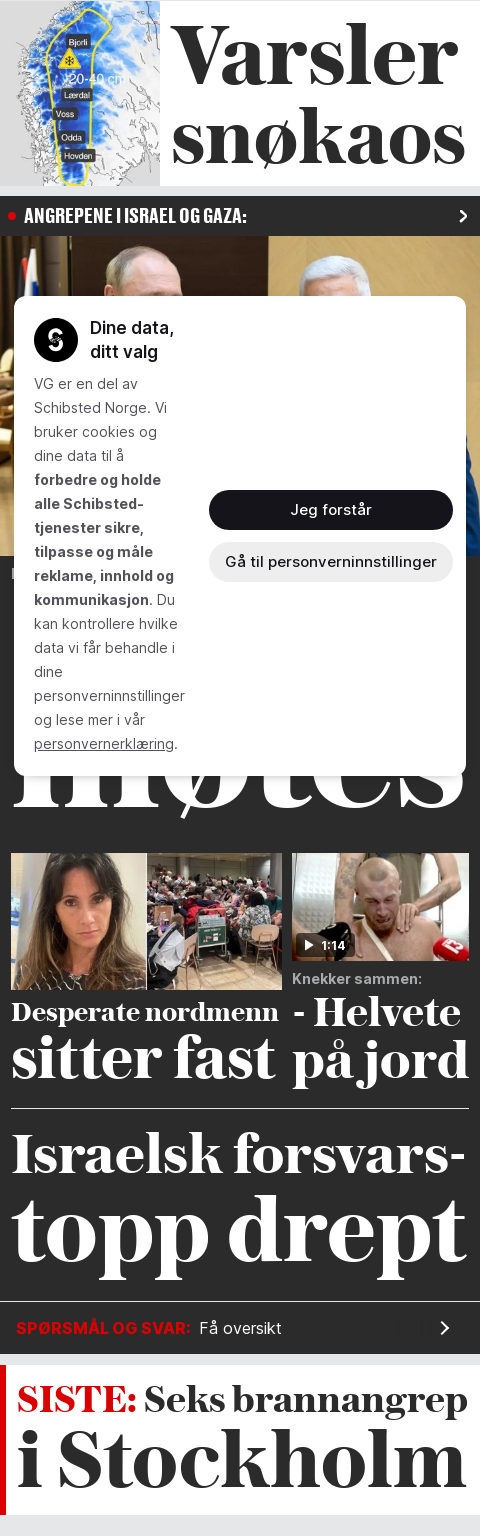 Bjorli
20-40 cm
Lærdal
Voss
Odda
Hovden
Varsler
snøkaos
ANGREPENE I ISRAEL OG GAZA:
Dine data,
ditt valg
VG er en del av
Schibsted Norge. Vi
bruker cookies og
dine data til å
forbedre og holde
alle Schibsted-
tjenester sikre,
tilpasse og måle
reklame, innhold og
kommunikasjon. Du
kan kontrollere hvilke
data vi får behandle i
dine
personverninnstillinger
og lese mer i vår
personvernerklæring.
Jeg forstår
Gå til personverninnstillinger
møtes
1:14
Desperate nordmenn
sitter fast
Knekker sammen:
- Helvete
på jord
Israelsk forsvars-
topp drept
SPØRSMÅL OG SVAR: Få oversikt
SISTE: Seks brannangrep
i Stockholm